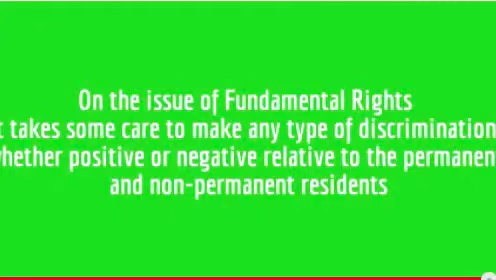 On the issue of Fundamental Rights
t takes some care to make any type of discrimination
whether positive or negative relative to the permanen
and non-permanent residents